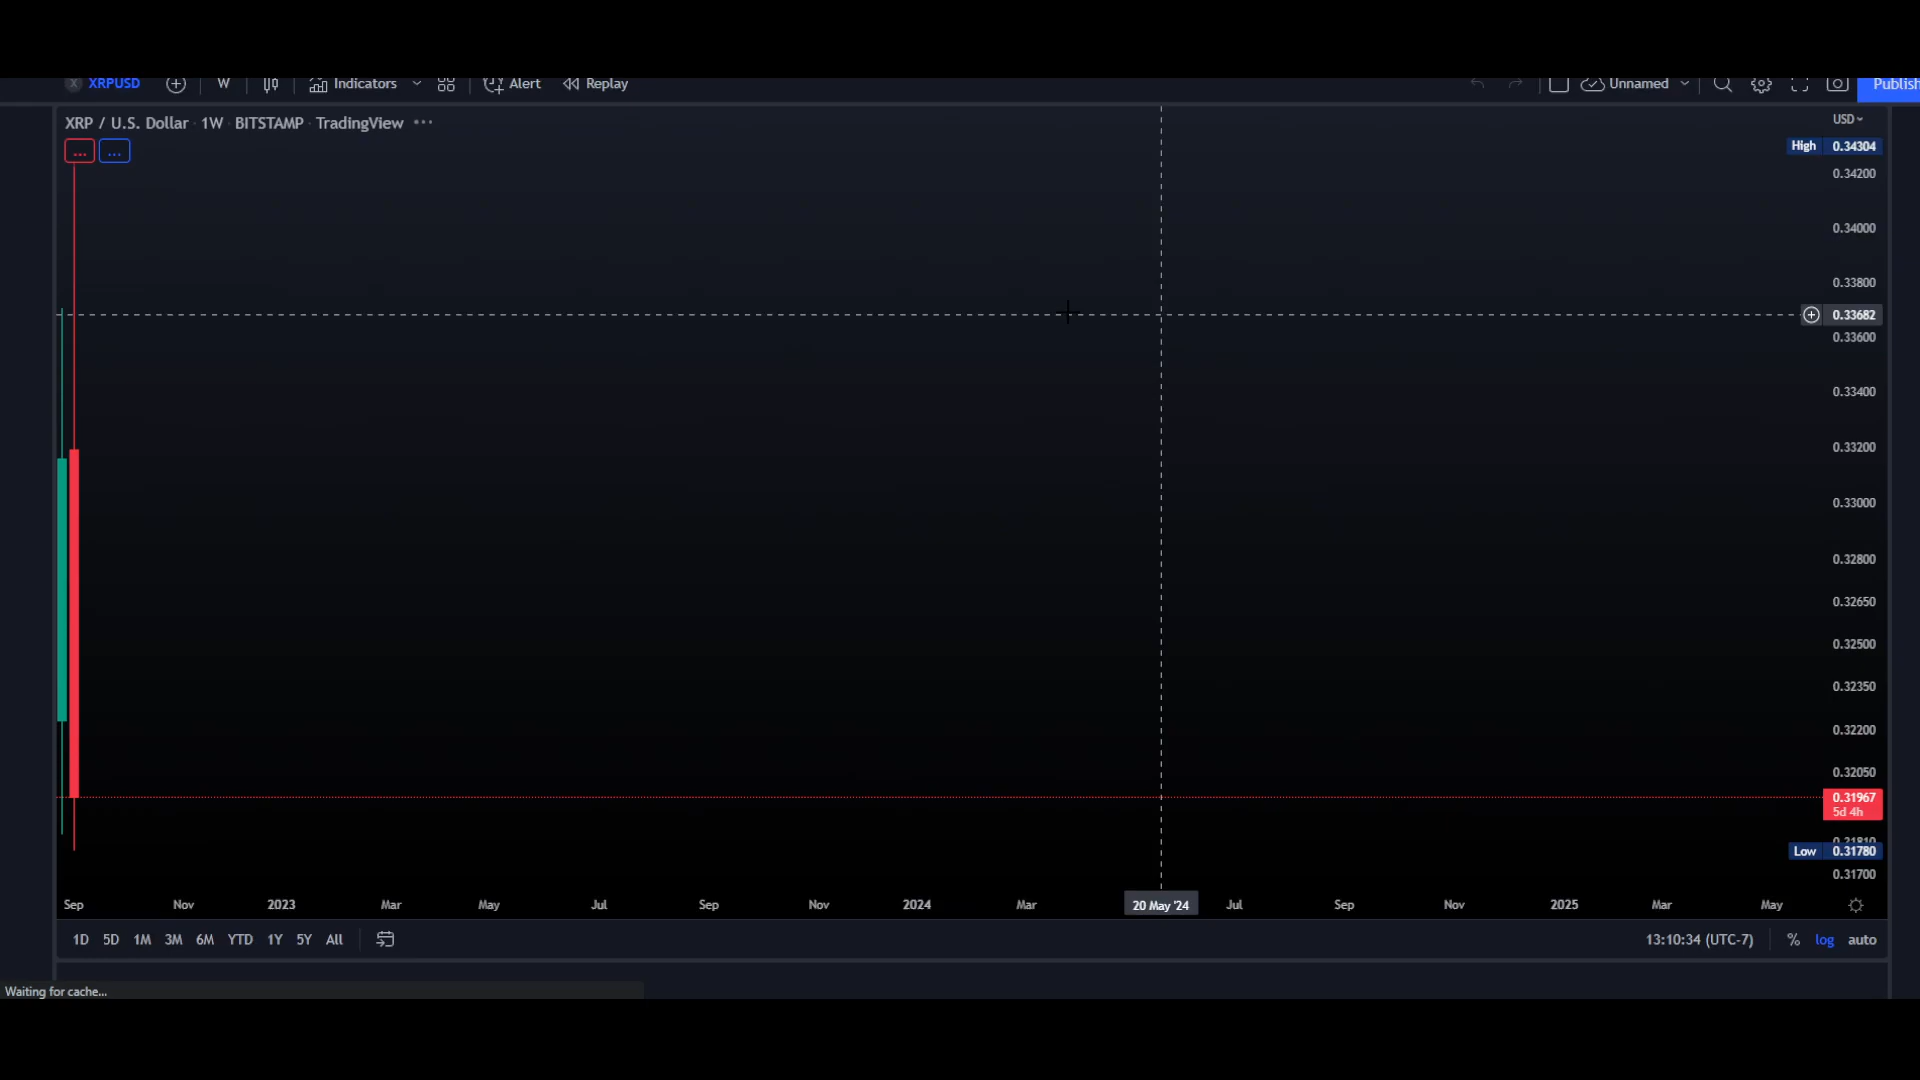 XRPUSD W Indicators Alert Replay Unnamed Publish
XRP / U.S. Dollar · 1W · BITSTAMP · TradingView ···
USD
... ...
High 0.34304
0.34200
0.34000
0.33800
0.33682
0.33600
0.33400
0.33200
0.33000
0.32800
0.32650
0.32500
0.32350
0.32200
0.32050
0.31967
5d 4h
Low 0.31780
0.31700
Sep Nov 2023 Mar May Jul Sep Nov 2024 Mar 20 May '24 Jul Sep Nov 2025 Mar May
1D 5D 1M 3M 6M YTD 1Y 5Y All 13:10:34 (UTC-7) % log auto
Waiting for cache...